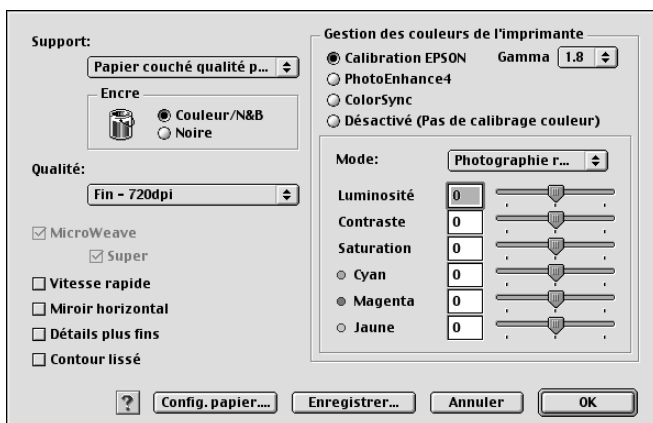 Support:
Papier couché qualité p...
Encre
Couleur/N&B
Noire
Qualité:
Fin - 720dpi
MicroWeave
Super
Vitesse rapide
Miroir horizontal
Détails plus fins
Contour lissé
Gestion des couleurs de l'imprimante
Calibration EPSON Gamma 1.8
PhotoEnhance4
ColorSync
Désactivé (Pas de calibrage couleur)
Mode: Photographie r...
Luminosité 0
Contraste 0
Saturation 0
Cyan 0
Magenta 0
Jaune 0
? Config. papier.... Enregistrer... Annuler OK